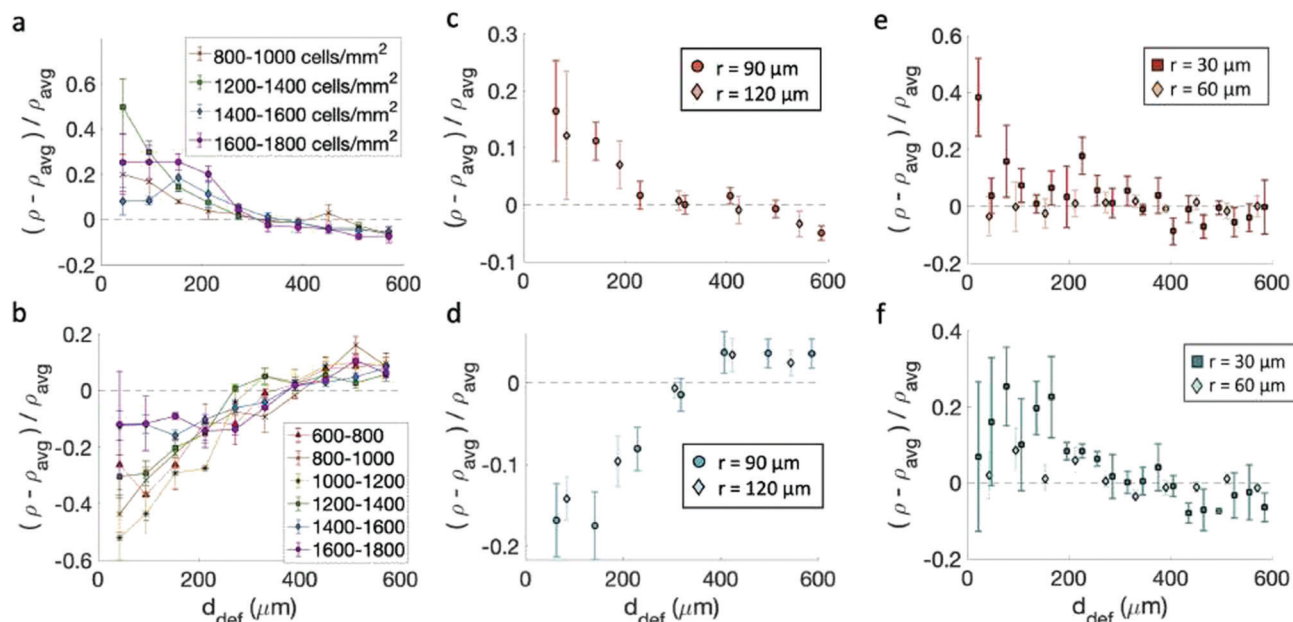 a
(ρ - ρavg) / ρavg
0.6
0.4
0.2
0
-0.2
0
200
400
600
800-1000 cells/mm²
1200-1400 cells/mm²
1400-1600 cells/mm²
1600-1800 cells/mm²
b
(ρ - ρavg) / ρavg
0.2
0
-0.2
-0.4
-0.6
0
200
400
600
ddef (μm)
600-800
800-1000
1000-1200
1200-1400
1400-1600
1600-1800
c
(ρ - ρavg) / ρavg
0.3
0.2
0.1
0
-0.1
0
200
400
600
r = 90 μm
r = 120 μm
d
(ρ - ρavg) / ρavg
0
-0.1
-0.2
0
200
400
600
ddef (μm)
r = 90 μm
r = 120 μm
e
(ρ - ρavg) / ρavg
0.6
0.4
0.2
0
-0.2
0
200
400
600
r = 30 μm
r = 60 μm
f
(ρ - ρavg) / ρavg
0.4
0.2
0
-0.2
0
200
400
600
ddef (μm)
r = 30 μm
r = 60 μm